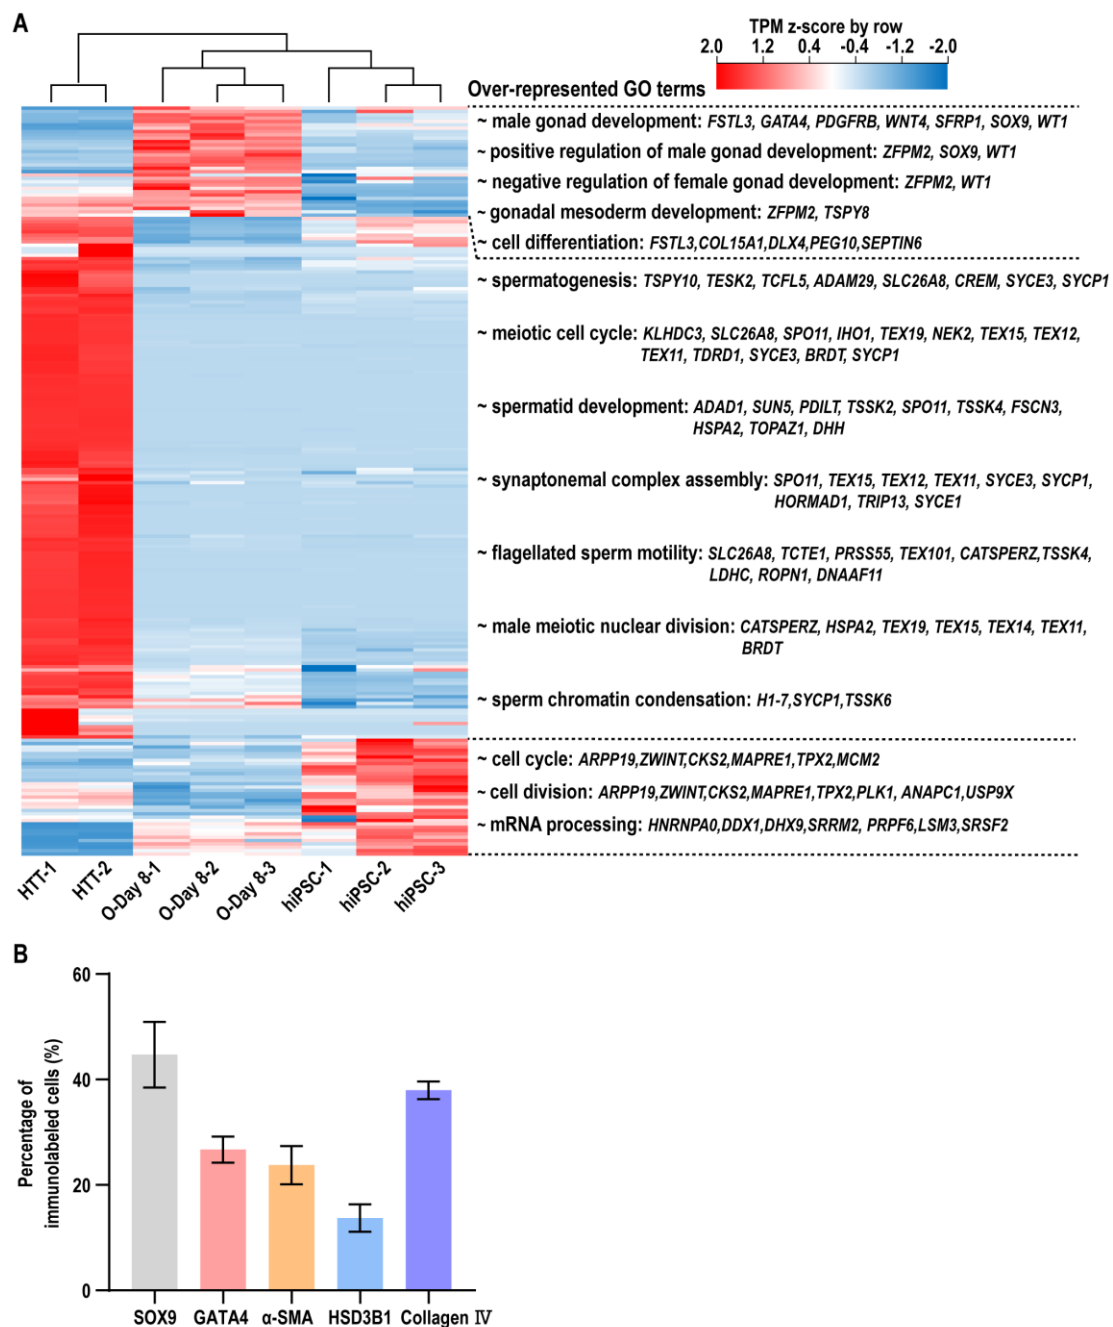 A
TPM z-score by row
2.0 1.2 0.4 -0.4 -1.2 -2.0
Over-represented GO terms
~ male gonad development: FSTL3, GATA4, PDGFRB, WNT4, SFRP1, SOX9, WT1
~ positive regulation of male gonad development: ZFPM2, SOX9, WT1
~ negative regulation of female gonad development: ZFPM2, WT1
~ gonadal mesoderm development: ZFPM2, TSPY8
~ cell differentiation: FSTL3,COL15A1,DLX4,PEG10,SEPTIN6
~ spermatogenesis: TSPY10, TESK2, TCFL5, ADAM29, SLC26A8, CREM, SYCE3, SYCP1
~ meiotic cell cycle: KLHDC3, SLC26A8, SPO11, IHO1, TEX19, NEK2, TEX15, TEX12,
TEX11, TDRD1, SYCE3, BRDT, SYCP1
~ spermatid development: ADAD1, SUN5, PDILT, TSSK2, SPO11, TSSK4, FSCN3,
HSPA2, TOPAZ1, DHH
~ synaptonemal complex assembly: SPO11, TEX15, TEX12, TEX11, SYCE3, SYCP1,
HORMAD1, TRIP13, SYCE1
~ flagellated sperm motility: SLC26A8, TCTE1, PRSS55, TEX101, CATSPERZ,TSSK4,
LDHC, ROPN1, DNAAF11
~ male meiotic nuclear division: CATSPERZ, HSPA2, TEX19, TEX15, TEX14, TEX11,
BRDT
~ sperm chromatin condensation: H1-7,SYCP1,TSSK6
~ cell cycle: ARPP19,ZWINT,CKS2,MAPRE1,TPX2,MCM2
~ cell division: ARPP19,ZWINT,CKS2,MAPRE1,TPX2,PLK1, ANAPC1,USP9X
~ mRNA processing: HNRNPA0,DDX1,DHX9,SRRM2, PRPF6,LSM3,SRSF2
HTT-1 HTT-2 O-Day 8-1 O-Day 8-2 O-Day 8-3 hiPSC-1 hiPSC-2 hiPSC-3
B
Percentage of
immunolabeled cells (%)
60
40
20
0
SOX9 GATA4 α-SMA HSD3B1 Collagen Ⅳ